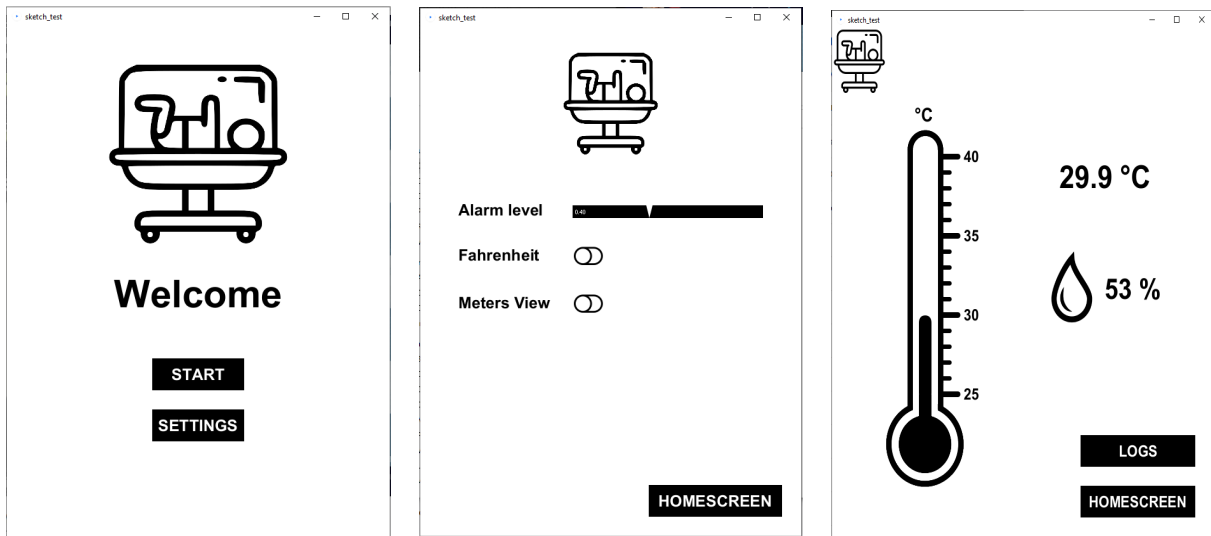 sketch_test
Welcome
START
SETTINGS
sketch_test
Alarm level
0.40
Fahrenheit
Meters View
HOMESCREEN
sketch_test
°C
40
35
30
25
29.9 °C
53 %
LOGS
HOMESCREEN